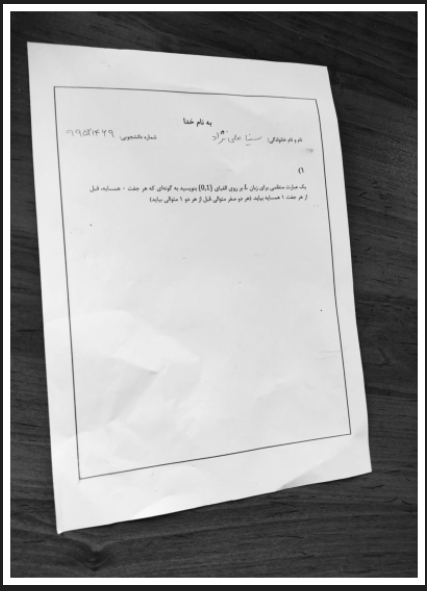 به نام خدا
نام و نام خانوادگی: سینا علی نژاد شماره دانشجویی: ۹۹۵۲۱۴۶۹
(۱
یک عبارت منظمی برای زبان L بر روی الفبای {0,1} بنویسید به گونه‌ای که هر جفت ۰ همسایه، قبل
از هر جفت ۱ همسایه بیاید. (هر دو صفر متوالی قبل از هر دو ۱ متوالی بیاید)